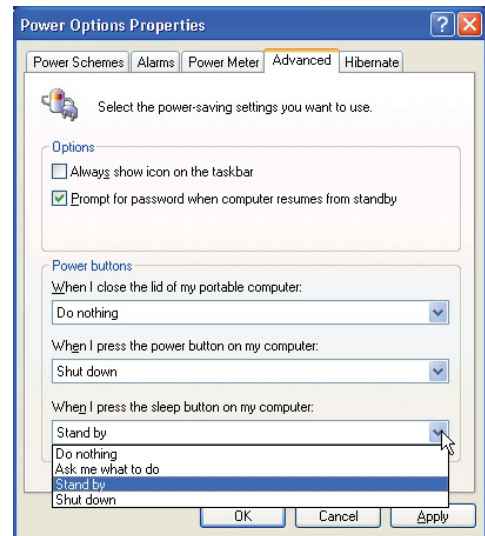 Power Options Properties
Power Schemes Alarms Power Meter Advanced Hibernate
Select the power-saving settings you want to use.
Options
Always show icon on the taskbar
Prompt for password when computer resumes from standby
Power buttons
When I close the lid of my portable computer:
Do nothing
When I press the power button on my computer:
Shut down
When I press the sleep button on my computer:
Stand by
Do nothing
Ask me what to do
Stand by
Shut down
OK Cancel Apply